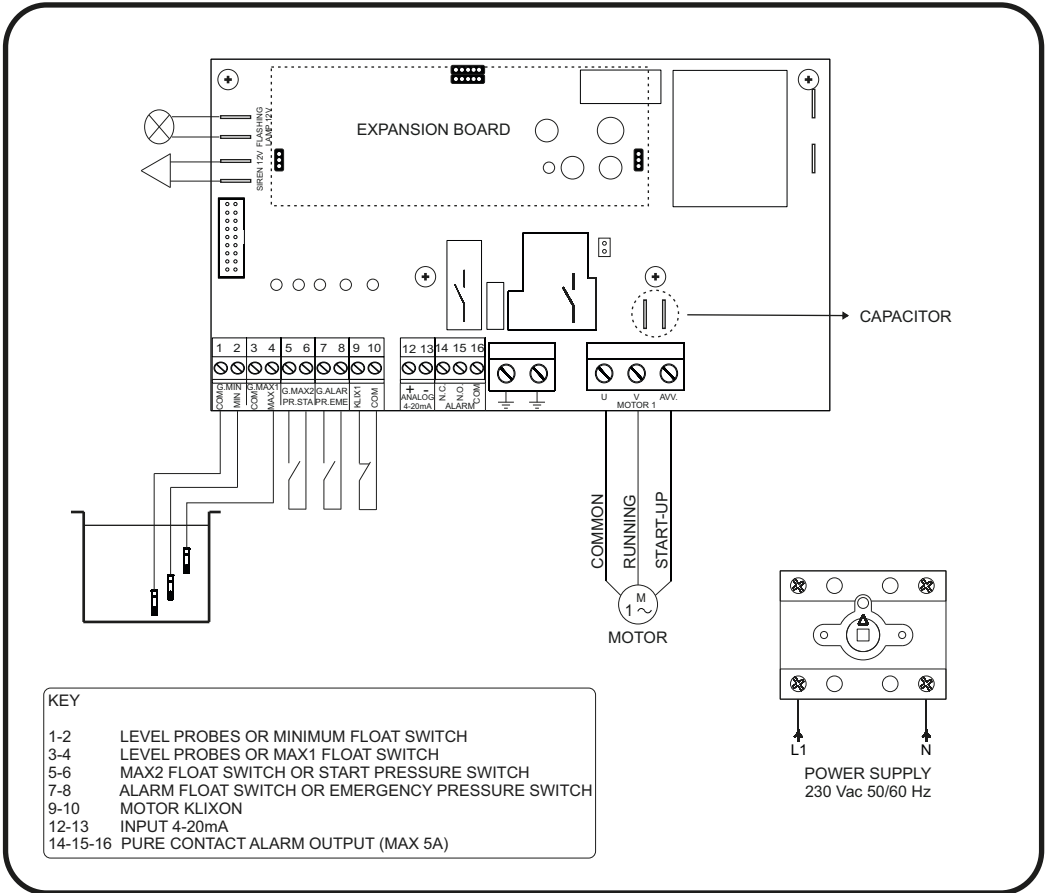 FLASHING
LAMP 12V
SIREN 12V
EXPANSION BOARD
CAPACITOR
1 2 3 4 5 6 7 8 9 10 12 13 14 15 16
G.MIN G.MAX1 G.MAX2 G.ALAR
COM MIN COM MAX1 PR.STA PR.EME KLIX1 COM
+ -
ANALOG
4-20mA
N.C. N.O. COM
ALARM
U V AVV.
MOTOR 1
COMMON
RUNNING
START-UP
M
1 ~
MOTOR
L1 N
POWER SUPPLY
230 Vac 50/60 Hz
KEY
1-2 LEVEL PROBES OR MINIMUM FLOAT SWITCH
3-4 LEVEL PROBES OR MAX1 FLOAT SWITCH
5-6 MAX2 FLOAT SWITCH OR START PRESSURE SWITCH
7-8 ALARM FLOAT SWITCH OR EMERGENCY PRESSURE SWITCH
9-10 MOTOR KLIXON
12-13 INPUT 4-20mA
14-15-16 PURE CONTACT ALARM OUTPUT (MAX 5A)